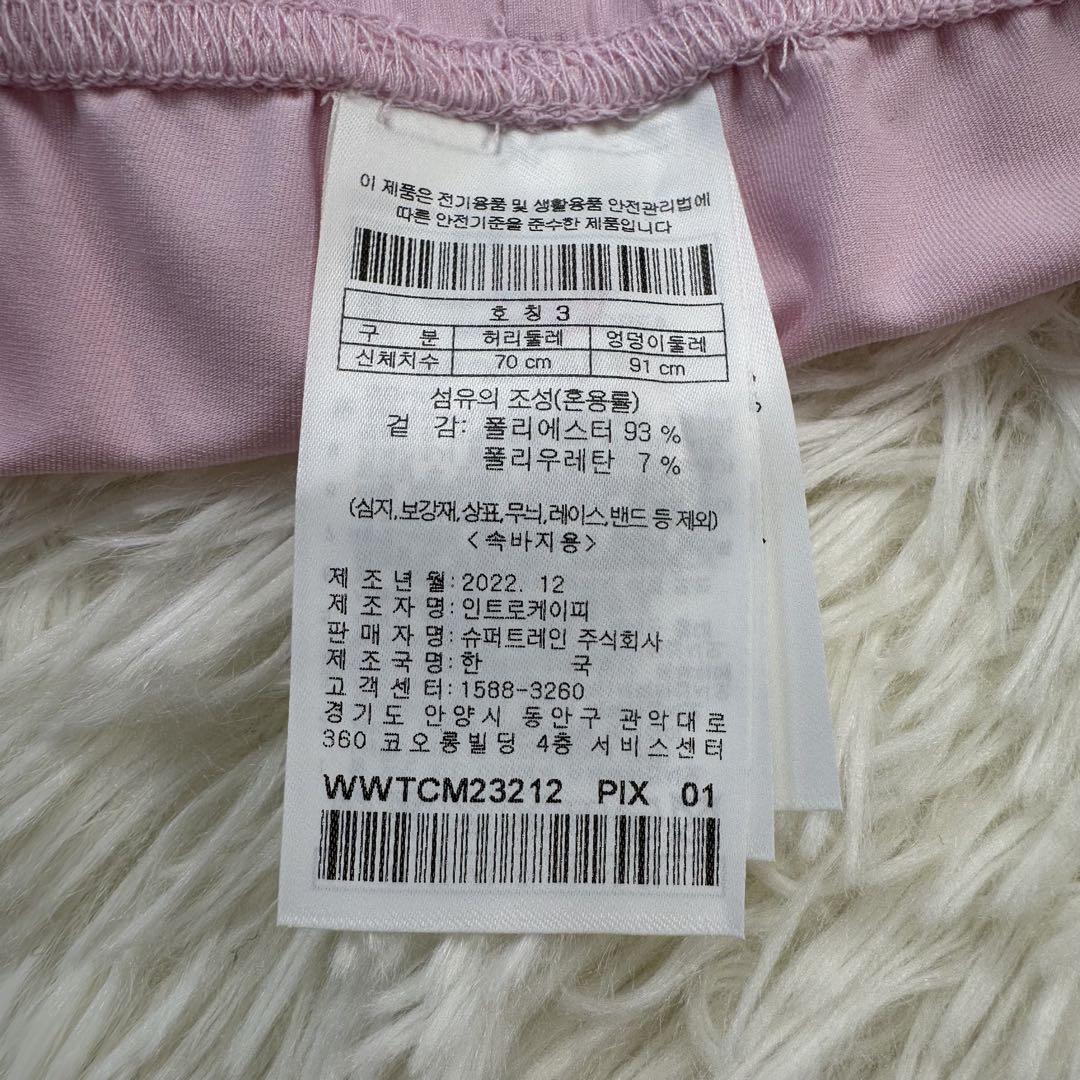 이 제품은 전기용품 및 생활용품 안전관리법에
따른 안전기준을 준수한 제품입니다
호 칭 3
구 분 허리둘레 엉덩이둘레
신체치수 70 cm 91 cm
섬유의 조성(혼용률)
겉 감: 폴리에스터 93 %
폴리우레탄 7 %
(심지,보강재,상표,무늬,레이스,밴드 등 제외)
<속바지용>
제 조 년 월: 2022. 12
제 조 자 명: 인트로케이피
판 매 자 명: 슈퍼트레인 주식회사
제 조 국 명: 한 국
고 객 센 터: 1588-3260
경기도 안양시 동안구 관악대로
360 코오롱빌딩 4층 서비스센터
WWTCM23212 PIX 01